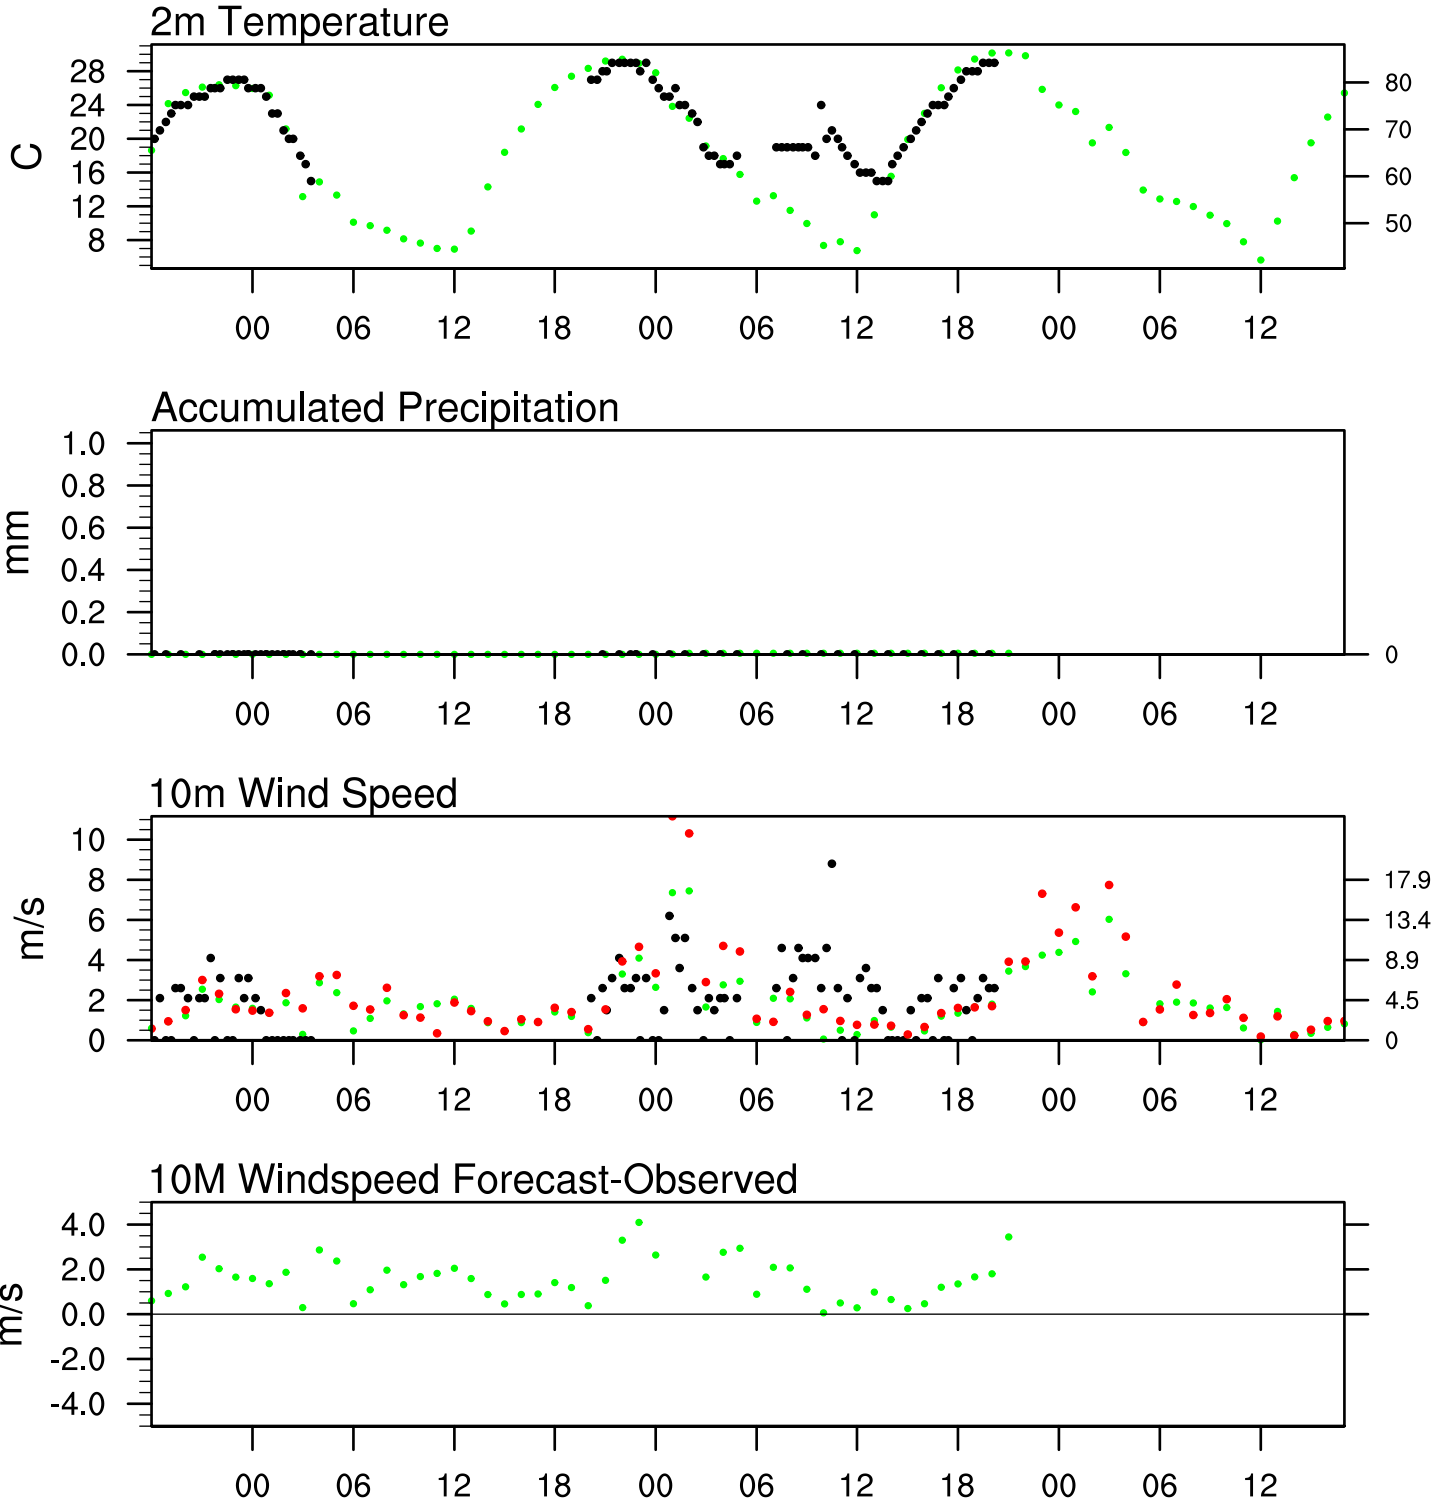 2m Temperature
28
24
20
16
12
8
C
80
70
60
50
00 06 12 18 00 06 12 18 00 06 12
Accumulated Precipitation
1.0
0.8
0.6
0.4
0.2
0.0
mm
0
00 06 12 18 00 06 12 18 00 06 12
10m Wind Speed
10
8
6
4
2
0
m/s
17.9
13.4
8.9
4.5
0
00 06 12 18 00 06 12 18 00 06 12
10M Windspeed Forecast-Observed
4.0
2.0
0.0
-2.0
-4.0
m/s
00 06 12 18 00 06 12 18 00 06 12